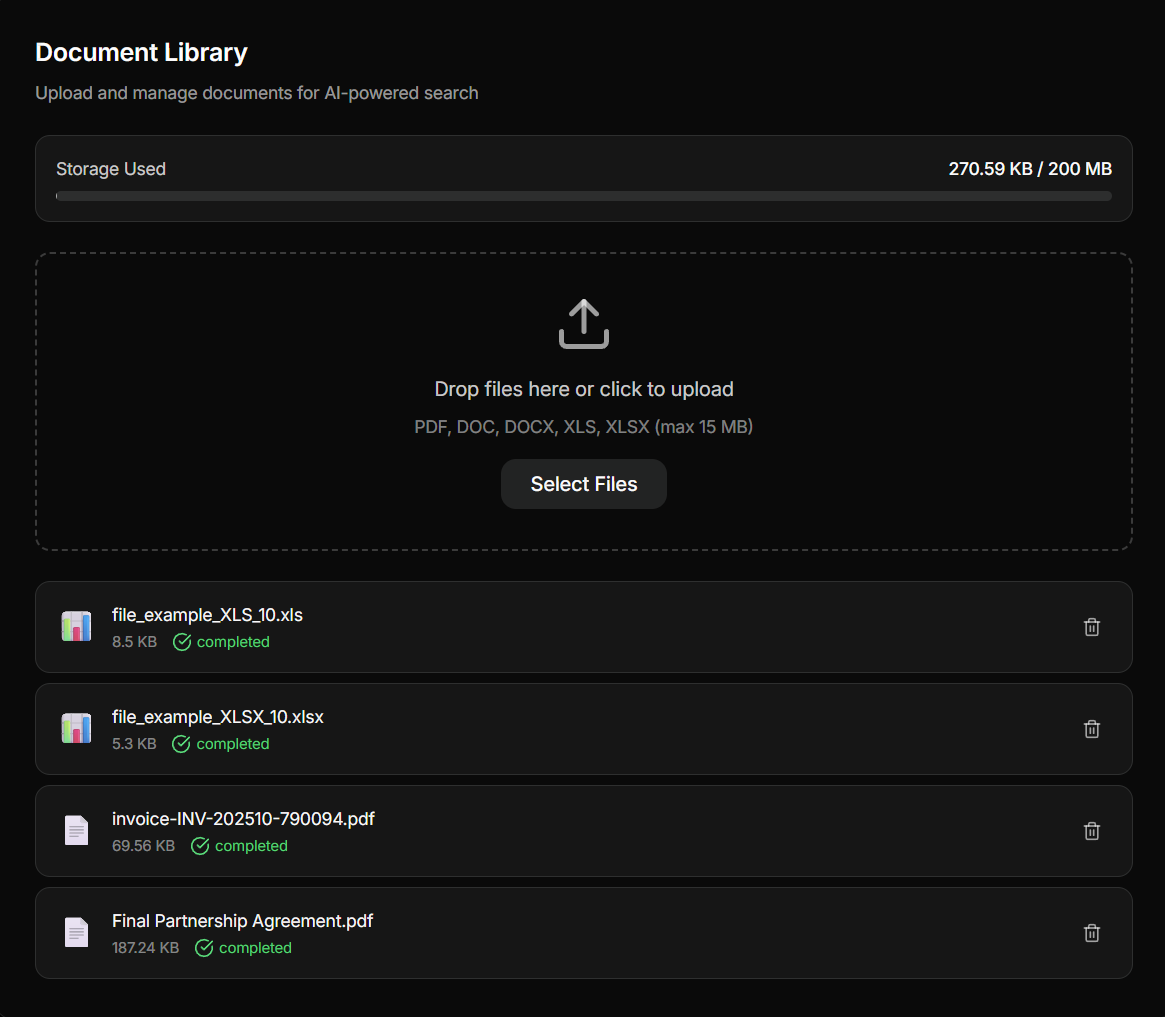 Document Library
Upload and manage documents for AI-powered search
Storage Used
270.59 KB / 200 MB
Drop files here or click to upload
PDF, DOC, DOCX, XLS, XLSX (max 15 MB)
Select Files
file_example_XLS_10.xls
8.5 KB completed
file_example_XLSX_10.xlsx
5.3 KB completed
invoice-INV-202510-790094.pdf
69.56 KB completed
Final Partnership Agreement.pdf
187.24 KB completed